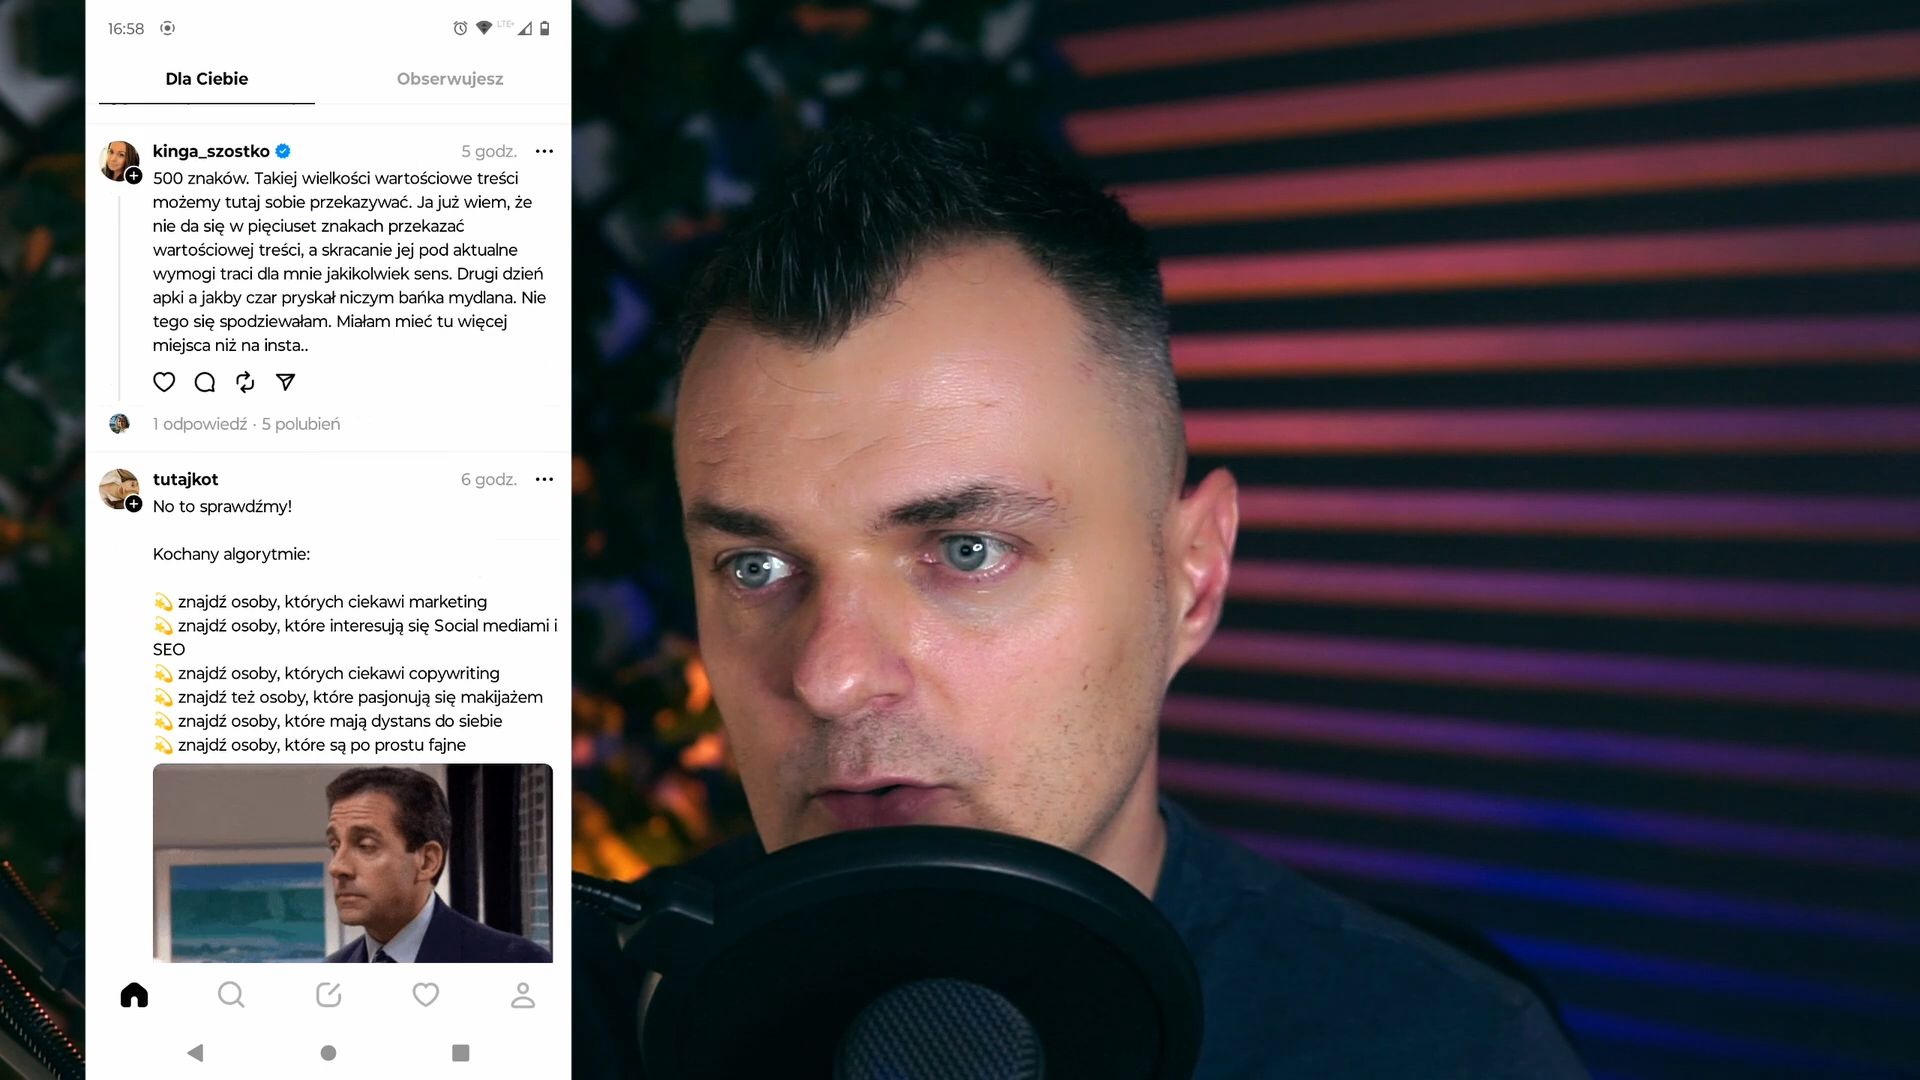 16:58
LTE+
Dla Ciebie
Obserwujesz
kinga_szostko
5 godz.
500 znaków. Takiej wielkości wartościowe treści
możemy tutaj sobie przekazywać. Ja już wiem, że
nie da się w pięciuset znakach przekazać
wartościowej treści, a skracanie jej pod aktualne
wymogi traci dla mnie jakikolwiek sens. Drugi dzień
apki a jakby czar pryskał niczym bańka mydlana. Nie
tego się spodziewałam. Miałam mieć tu więcej
miejsca niż na insta..
1 odpowiedź · 5 polubień
tutajkot
6 godz.
No to sprawdźmy!
Kochany algorytmie:
💫 znajdź osoby, których ciekawi marketing
💫 znajdź osoby, które interesują się Social mediami i
SEO
💫 znajdź osoby, których ciekawi copywriting
💫 znajdź też osoby, które pasjonują się makijażem
💫 znajdź osoby, które mają dystans do siebie
💫 znajdź osoby, które są po prostu fajne